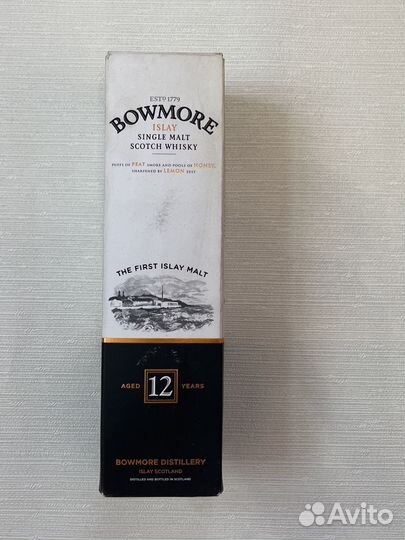 ESTD 1779
BOWMORE
ISLAY
SINGLE MALT
SCOTCH WHISKY
PUFFS OF PEAT SMOKE AND POOLS OF HONEY,
SHARPENED BY LEMON ZEST
THE FIRST ISLAY MALT
AGED 12 YEARS
BOWMORE DISTILLERY
ISLAY SCOTLAND
DISTILLED AND BOTTLED IN SCOTLAND
Avito